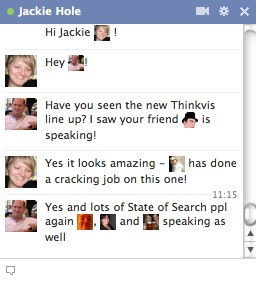 Jackie Hole
Hi Jackie !
Hey !
Have you seen the new Thinkvis
line up? I saw your friend is
speaking!
Yes it looks amazing - has done
a cracking job on this one!
11:15
Yes and lots of State of Search ppl
again , and speaking as
well